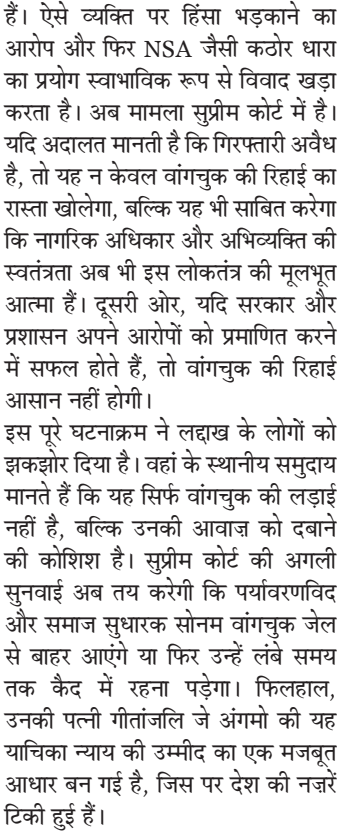 हैं। ऐसे व्यक्ति पर हिंसा भड़काने का
आरोप और फिर NSA जैसी कठोर धारा
का प्रयोग स्वाभाविक रूप से विवाद खड़ा
करता है। अब मामला सुप्रीम कोर्ट में है।
यदि अदालत मानती है कि गिरफ्तारी अवैध
है, तो यह न केवल वांगचुक की रिहाई का
रास्ता खोलेगा, बल्कि यह भी साबित करेगा
कि नागरिक अधिकार और अभिव्यक्ति की
स्वतंत्रता अब भी इस लोकतंत्र की मूलभूत
आत्मा हैं। दूसरी ओर, यदि सरकार और
प्रशासन अपने आरोपों को प्रमाणित करने
में सफल होते हैं, तो वांगचुक की रिहाई
आसान नहीं होगी।
इस पूरे घटनाक्रम ने लद्दाख के लोगों को
झकझोर दिया है। वहां के स्थानीय समुदाय
मानते हैं कि यह सिर्फ वांगचुक की लड़ाई
नहीं है, बल्कि उनकी आवाज़ को दबाने
की कोशिश है। सुप्रीम कोर्ट की अगली
सुनवाई अब तय करेगी कि पर्यावरणविद
और समाज सुधारक सोनम वांगचुक जेल
से बाहर आएंगे या फिर उन्हें लंबे समय
तक कैद में रहना पड़ेगा। फिलहाल,
उनकी पत्नी गीतांजलि जे अंगमो की यह
याचिका न्याय की उम्मीद का एक मजबूत
आधार बन गई है, जिस पर देश की नज़रें
टिकी हुई हैं।